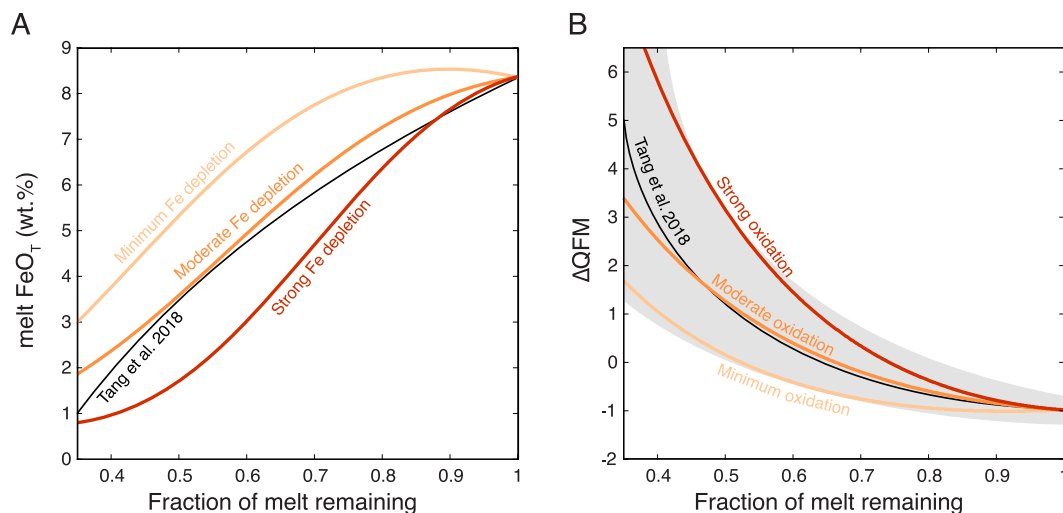 A
melt FeOT (wt.%)
9
8
7
6
5
4
3
2
1
0
Minimum Fe depletion
Moderate Fe depletion
Tang et al. 2018
Strong Fe depletion
0.4 0.5 0.6 0.7 0.8 0.9 1
Fraction of melt remaining
B
ΔQFM
6
5
4
3
2
1
0
-1
-2
Strong oxidation
Tang et al. 2018
Moderate oxidation
Minimum oxidation
0.4 0.5 0.6 0.7 0.8 0.9 1
Fraction of melt remaining